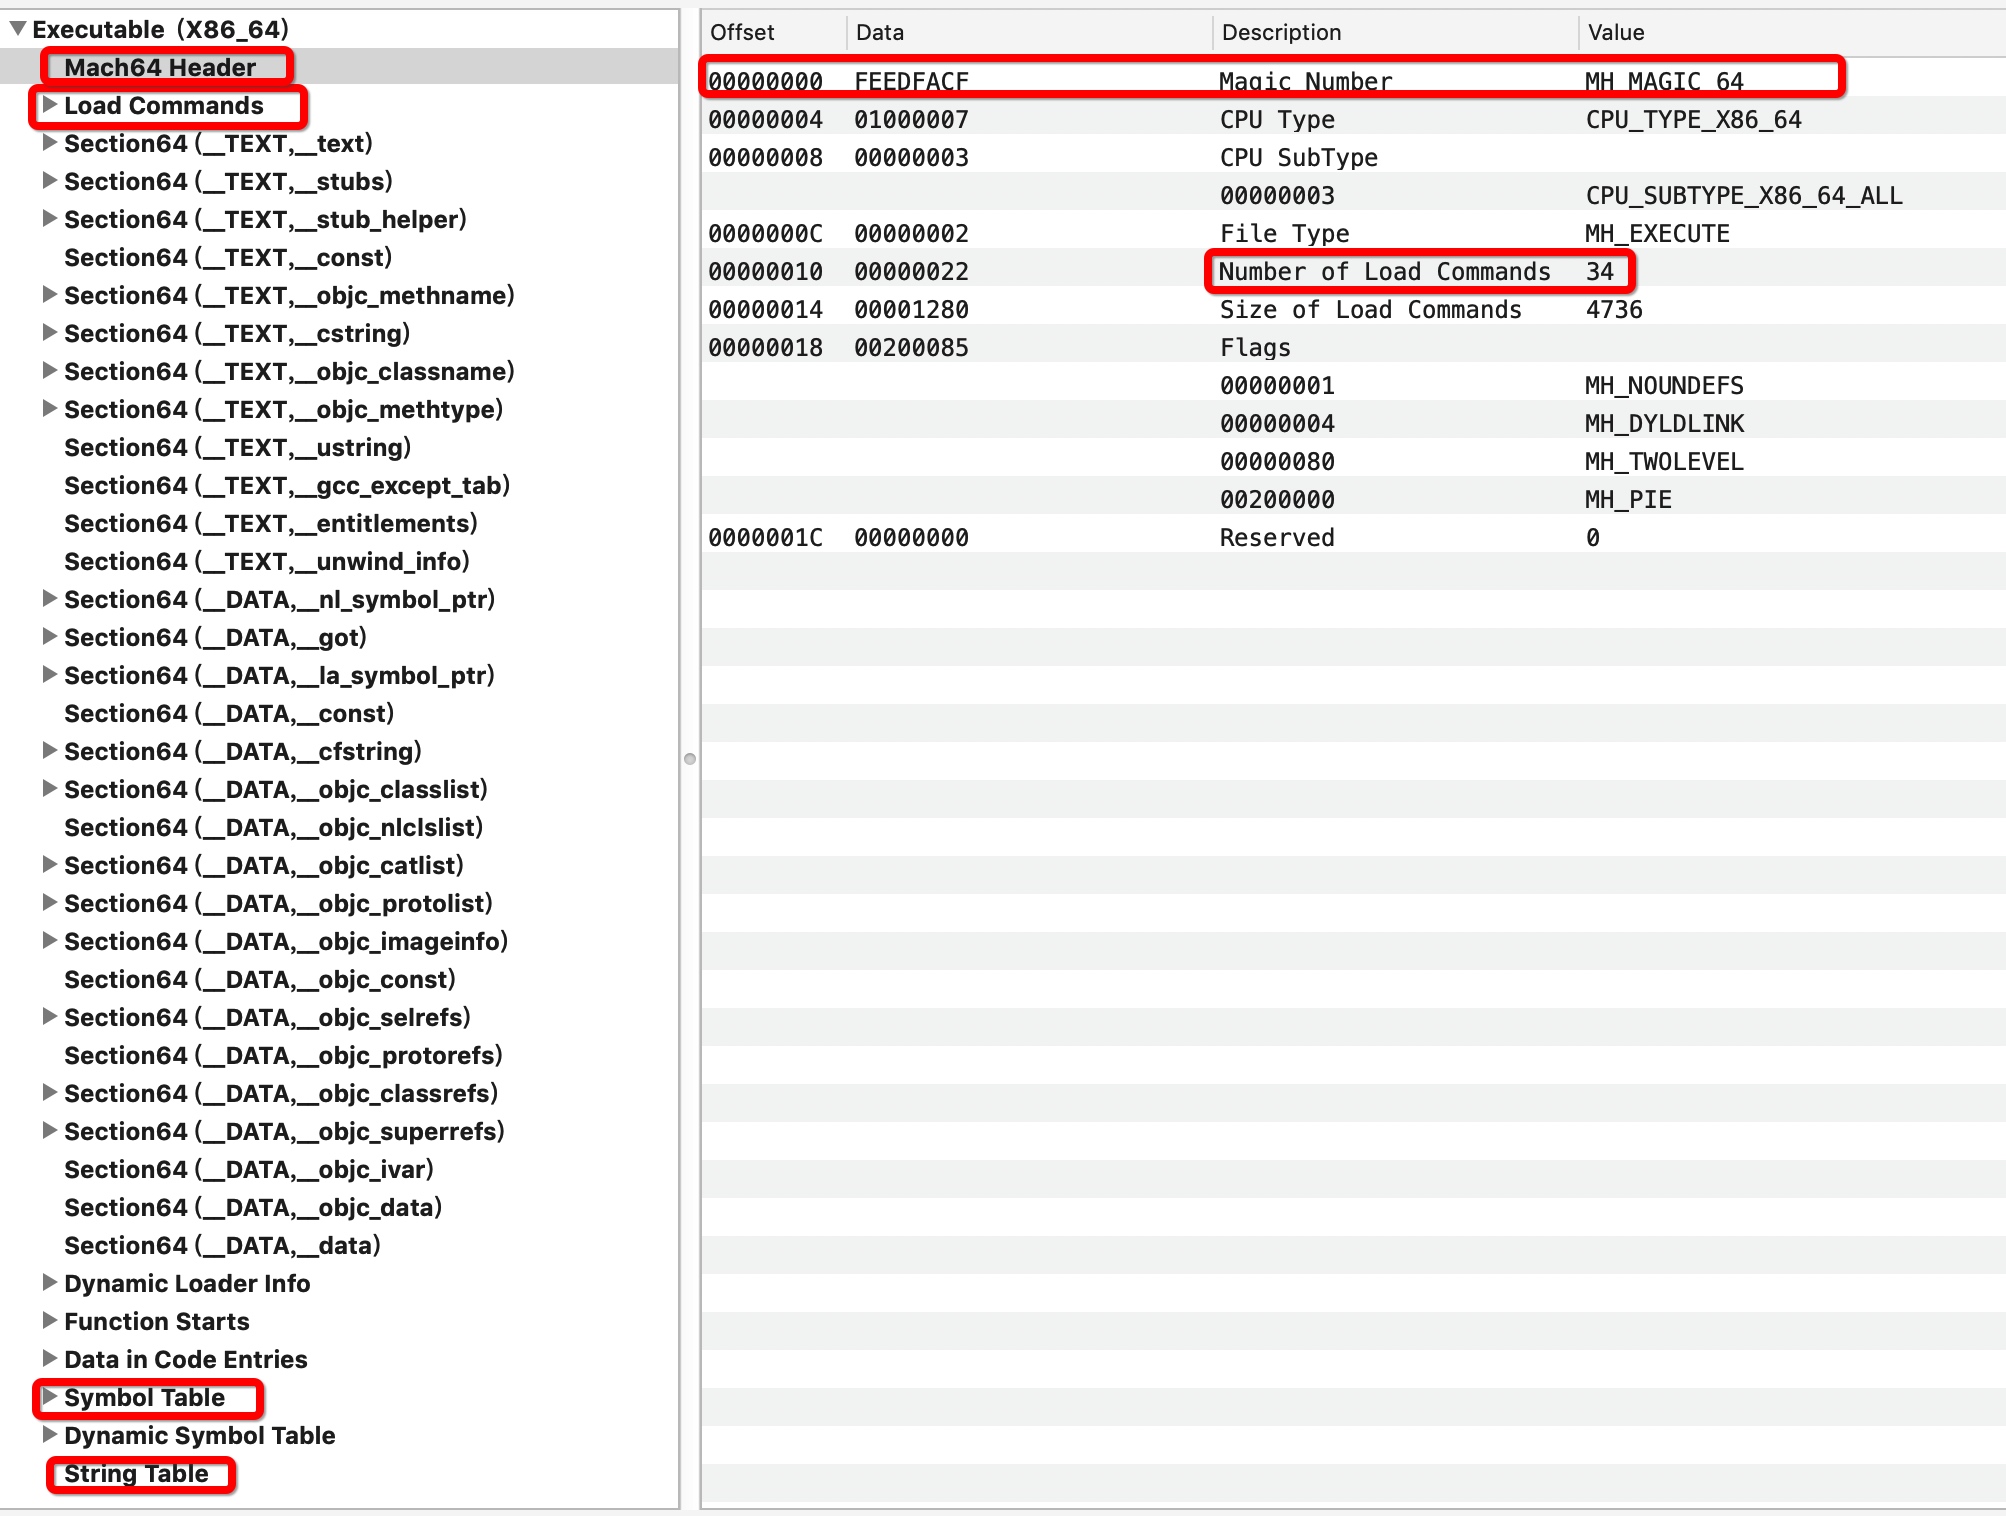 Executable (X86_64)
Mach64 Header
Load Commands
Section64 (__TEXT,__text)
Section64 (__TEXT,__stubs)
Section64 (__TEXT,__stub_helper)
Section64 (__TEXT,__const)
Section64 (__TEXT,__objc_methname)
Section64 (__TEXT,__cstring)
Section64 (__TEXT,__objc_classname)
Section64 (__TEXT,__objc_methtype)
Section64 (__TEXT,__ustring)
Section64 (__TEXT,__gcc_except_tab)
Section64 (__TEXT,__entitlements)
Section64 (__TEXT,__unwind_info)
Section64 (__DATA,__nl_symbol_ptr)
Section64 (__DATA,__got)
Section64 (__DATA,__la_symbol_ptr)
Section64 (__DATA,__const)
Section64 (__DATA,__cfstring)
Section64 (__DATA,__objc_classlist)
Section64 (__DATA,__objc_nlclslist)
Section64 (__DATA,__objc_catlist)
Section64 (__DATA,__objc_protolist)
Section64 (__DATA,__objc_imageinfo)
Section64 (__DATA,__objc_const)
Section64 (__DATA,__objc_selrefs)
Section64 (__DATA,__objc_protorefs)
Section64 (__DATA,__objc_classrefs)
Section64 (__DATA,__objc_superrefs)
Section64 (__DATA,__objc_ivar)
Section64 (__DATA,__objc_data)
Section64 (__DATA,__data)
Dynamic Loader Info
Function Starts
Data in Code Entries
Symbol Table
Dynamic Symbol Table
String Table
Offset Data Description Value
00000000 FEEDFACF Magic Number MH_MAGIC_64
00000004 01000007 CPU Type CPU_TYPE_X86_64
00000008 00000003 CPU SubType
00000003 CPU_SUBTYPE_X86_64_ALL
0000000C 00000002 File Type MH_EXECUTE
00000010 00000022 Number of Load Commands 34
00000014 00001280 Size of Load Commands 4736
00000018 00200085 Flags
00000001 MH_NOUNDEFS
00000004 MH_DYLDLINK
00000080 MH_TWOLEVEL
00200000 MH_PIE
0000001C 00000000 Reserved 0